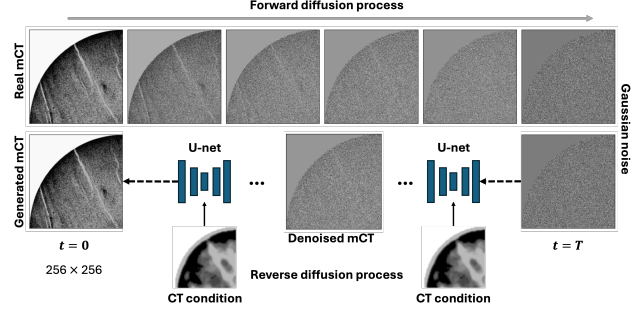 Forward diffusion process
Real mCT
Gaussian noise
Generated mCT
U-net
...
...
U-net
Denoised mCT
t = 0
t = T
256 × 256
Reverse diffusion process
CT condition
CT condition